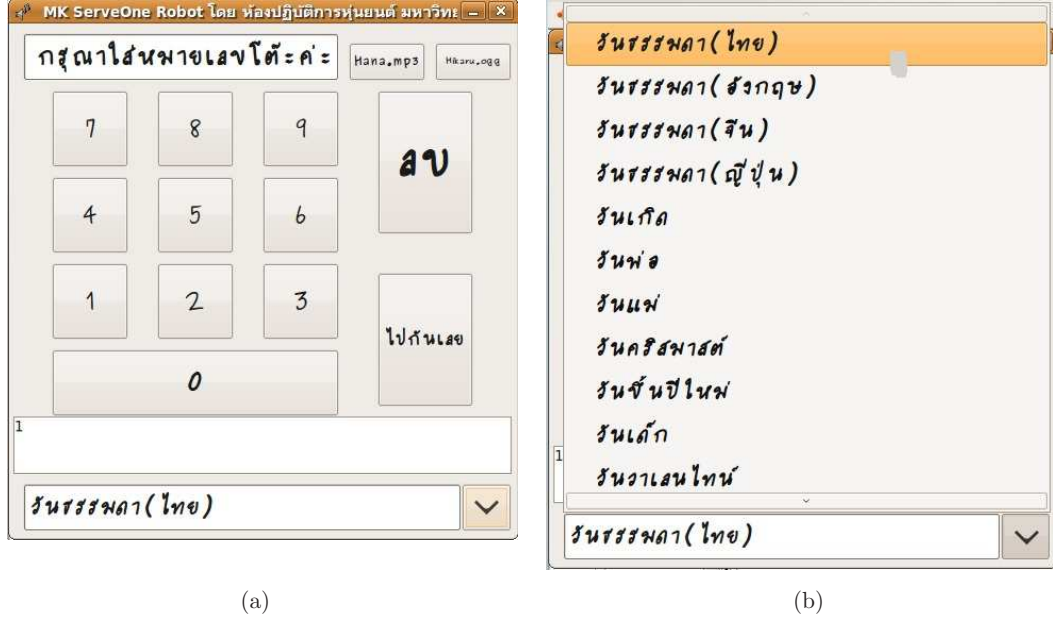 MK ServeOne Robot โดย ห้องปฏิบัติการหุ่นยนต์
กรุณาใส่หมายเลขโต๊ะค่ะ
Hana.mp3
Hikaru.ogg
7
8
9
ลบ
4
5
6
1
2
3
ไปกันเลย
0
1
วันธรรมดา(ไทย)
(a)
วันธรรมดา(ไทย)
วันธรรมดา(อังกฤษ)
วันธรรมดา(จีน)
วันธรรมดา(ญี่ปุ่น)
วันเกิด
วันพ่อ
วันแม่
วันคริสมาสต์
วันขึ้นปีใหม่
วันเด็ก
วันวาเลนไทน์
1
วันธรรมดา(ไทย)
(b)